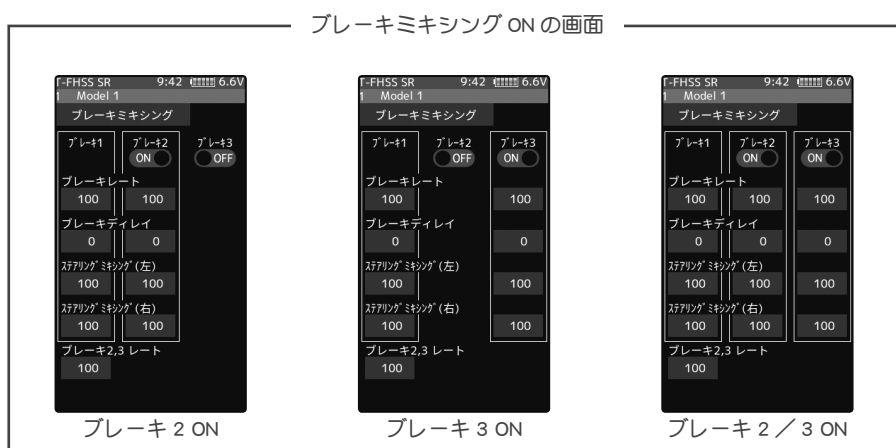 ブレーキミキシング ON の画面
T-FHSS SR 9:42 6.6V
1 Model 1
ブレーキミキシング
ブレーキ1 ブレーキ2 ブレーキ3
ON OFF
ブレーキレート
100 100
ブレーキディレイ
0 0
ステアリングミキシング(左)
100 100
ステアリングミキシング(右)
100 100
ブレーキ2,3 レート
100
ブレーキ 2 ON
T-FHSS SR 9:42 6.6V
1 Model 1
ブレーキミキシング
ブレーキ1 ブレーキ2 ブレーキ3
OFF ON
ブレーキレート
100 100
ブレーキディレイ
0 0
ステアリングミキシング(左)
100 100
ステアリングミキシング(右)
100 100
ブレーキ2,3 レート
100
ブレーキ 3 ON
T-FHSS SR 9:42 6.6V
1 Model 1
ブレーキミキシング
ブレーキ1 ブレーキ2 ブレーキ3
ON ON
ブレーキレート
100 100 100
ブレーキディレイ
0 0 0
ステアリングミキシング(左)
100 100 100
ステアリングミキシング(右)
100 100 100
ブレーキ2,3 レート
100
ブレーキ 2 ／ 3 ON